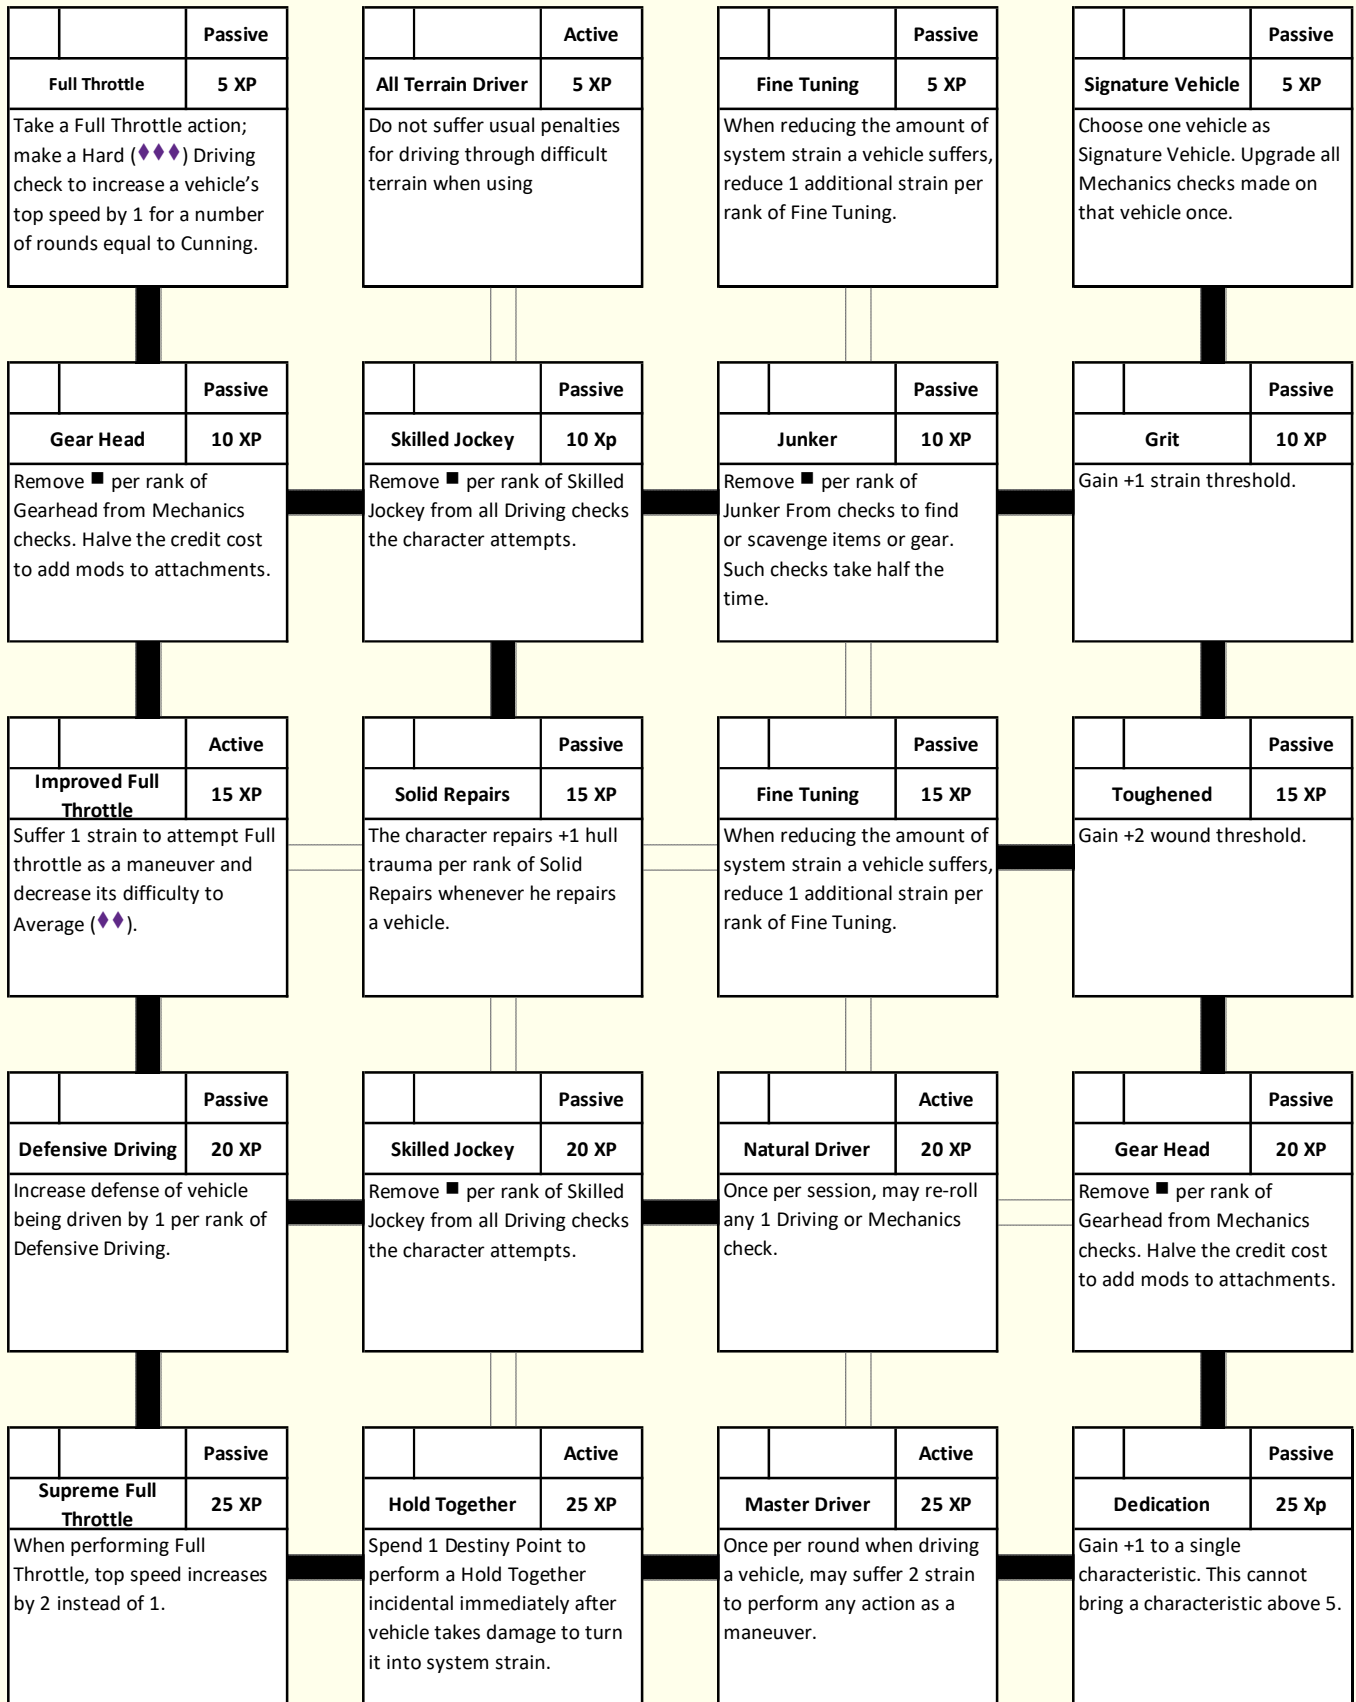 Passive
Full Throttle 5 XP
Take a Full Throttle action;
make a Hard (♦♦♦) Driving
check to increase a vehicle’s
top speed by 1 for a number
of rounds equal to Cunning.
Active
All Terrain Driver 5 XP
Do not suffer usual penalties
for driving through difficult
terrain when using
Passive
Fine Tuning 5 XP
When reducing the amount of
system strain a vehicle suffers,
reduce 1 additional strain per
rank of Fine Tuning.
Passive
Signature Vehicle 5 XP
Choose one vehicle as
Signature Vehicle. Upgrade all
Mechanics checks made on
that vehicle once.
Passive
Gear Head 10 XP
Remove ■ per rank of
Gearhead from Mechanics
checks. Halve the credit cost
to add mods to attachments.
Passive
Skilled Jockey 10 Xp
Remove ■ per rank of Skilled
Jockey from all Driving checks
the character attempts.
Passive
Junker 10 XP
Remove ■ per rank of
Junker From checks to find
or scavenge items or gear.
Such checks take half the
time.
Passive
Grit 10 XP
Gain +1 strain threshold.
Active
Improved Full
Throttle 15 XP
Suffer 1 strain to attempt Full
throttle as a maneuver and
decrease its difficulty to
Average (♦♦).
Passive
Solid Repairs 15 XP
The character repairs +1 hull
trauma per rank of Solid
Repairs whenever he repairs
a vehicle.
Passive
Fine Tuning 15 XP
When reducing the amount of
system strain a vehicle suffers,
reduce 1 additional strain per
rank of Fine Tuning.
Passive
Toughened 15 XP
Gain +2 wound threshold.
Passive
Defensive Driving 20 XP
Increase defense of vehicle
being driven by 1 per rank of
Defensive Driving.
Passive
Skilled Jockey 20 XP
Remove ■ per rank of Skilled
Jockey from all Driving checks
the character attempts.
Active
Natural Driver 20 XP
Once per session, may re-roll
any 1 Driving or Mechanics
check.
Passive
Gear Head 20 XP
Remove ■ per rank of
Gearhead from Mechanics
checks. Halve the credit cost
to add mods to attachments.
Passive
Supreme Full
Throttle 25 XP
When performing Full
Throttle, top speed increases
by 2 instead of 1.
Active
Hold Together 25 XP
Spend 1 Destiny Point to
perform a Hold Together
incidental immediately after
vehicle takes damage to turn
it into system strain.
Active
Master Driver 25 XP
Once per round when driving
a vehicle, may suffer 2 strain
to perform any action as a
maneuver.
Passive
Dedication 25 Xp
Gain +1 to a single
characteristic. This cannot
bring a characteristic above 5.